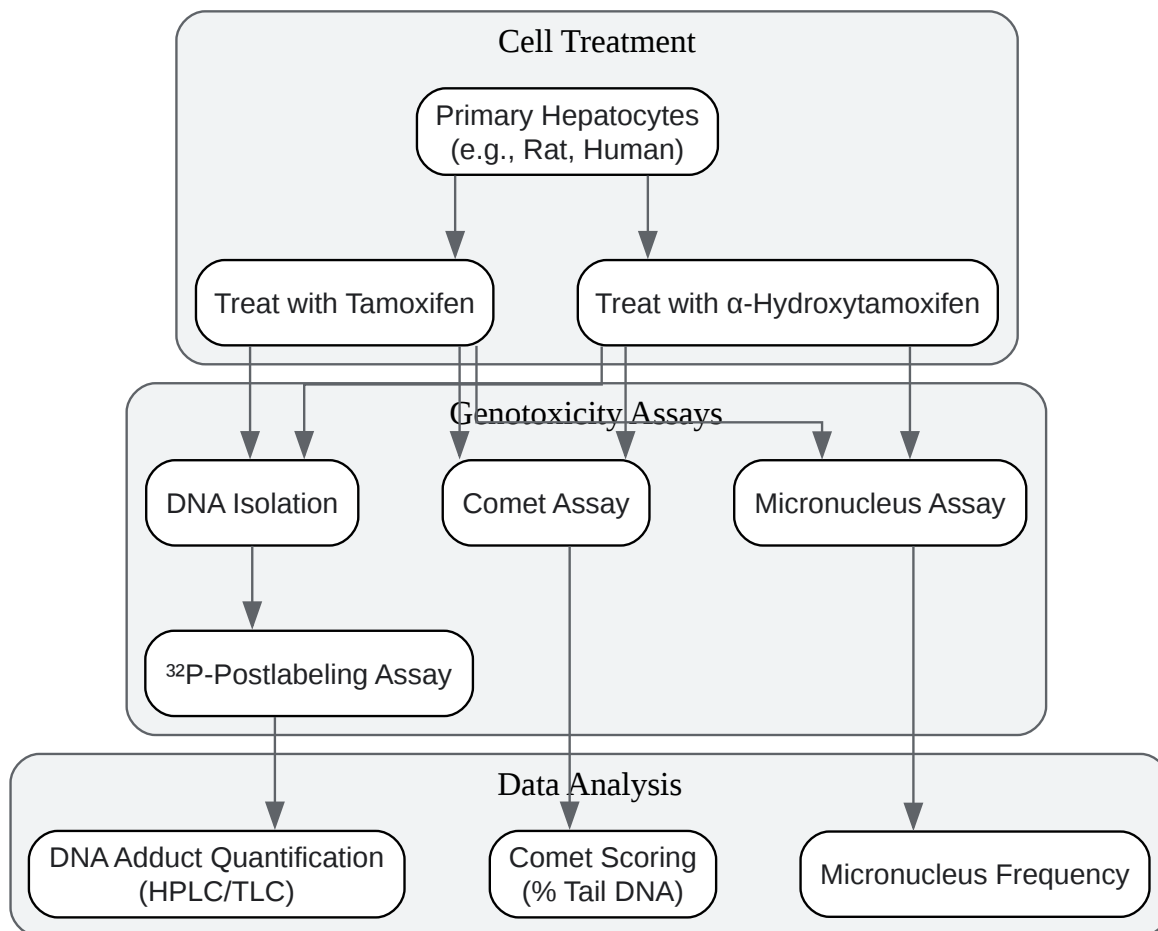 Cell Treatment
Primary Hepatocytes
(e.g., Rat, Human)
Treat with Tamoxifen
Treat with α-Hydroxytamoxifen
Genotoxicity Assays
DNA Isolation
Comet Assay
Micronucleus Assay
³²P-Postlabeling Assay
Data Analysis
DNA Adduct Quantification
(HPLC/TLC)
Comet Scoring
(% Tail DNA)
Micronucleus Frequency